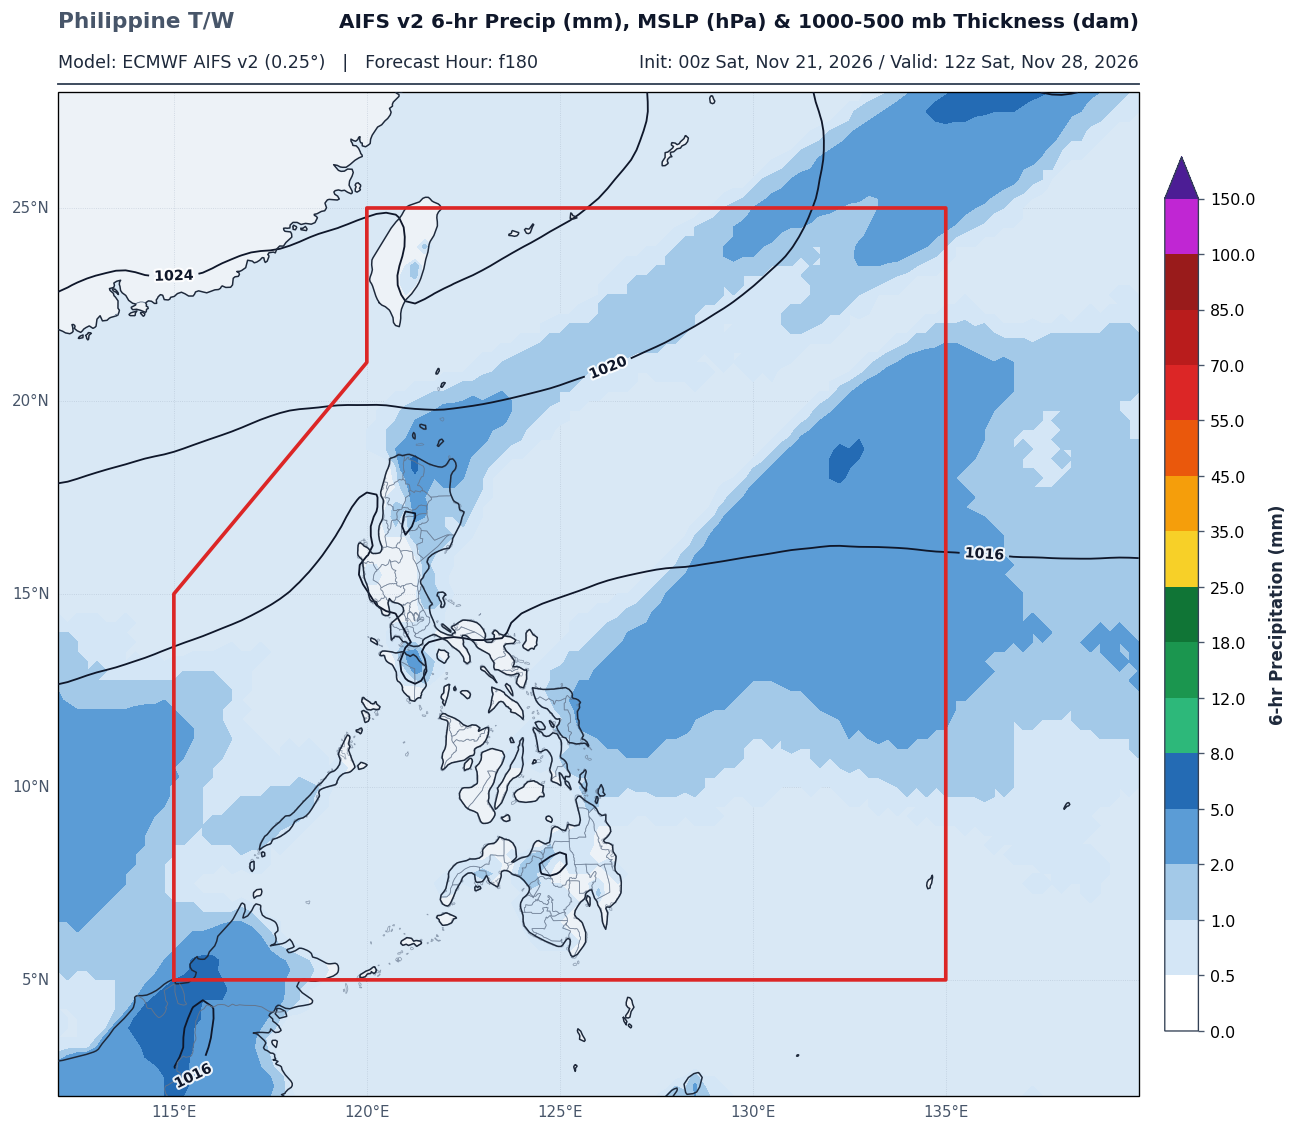 Philippine T/W
AIFS v2 6-hr Precip (mm), MSLP (hPa) & 1000-500 mb Thickness (dam)
Model: ECMWF AIFS v2 (0.25°) | Forecast Hour: f180
Init: 00z Sat, Nov 21, 2026 / Valid: 12z Sat, Nov 28, 2026
25°N
20°N
15°N
10°N
5°N
1024
1020
1016
1016
115°E
120°E
125°E
130°E
135°E
150.0
100.0
85.0
70.0
55.0
45.0
35.0
25.0
18.0
12.0
8.0
5.0
2.0
1.0
0.5
0.0
6-hr Precipitation (mm)